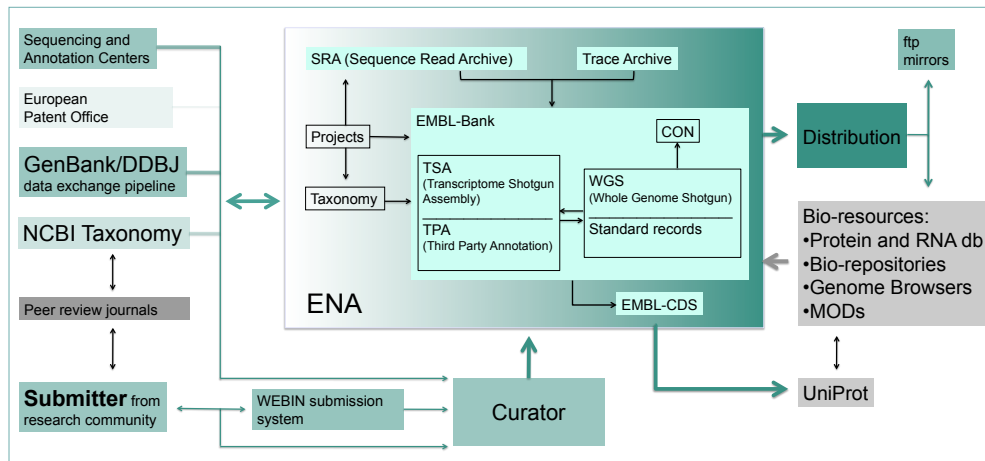 Sequencing and
Annotation Centers
European
Patent Office
GenBank/DDBJ
data exchange pipeline
NCBI Taxonomy
Peer review journals
Submitter from
research community
WEBIN submission
system
Curator
SRA (Sequence Read Archive)
Trace Archive
Projects
Taxonomy
EMBL-Bank
CON
TSA
(Transcriptome Shotgun
Assembly)
TPA
(Third Party Annotation)
WGS
(Whole Genome Shotgun)
Standard records
ENA
EMBL-CDS
Distribution
ftp
mirrors
Bio-resources:
•Protein and RNA db
•Bio-repositories
•Genome Browsers
•MODs
UniProt